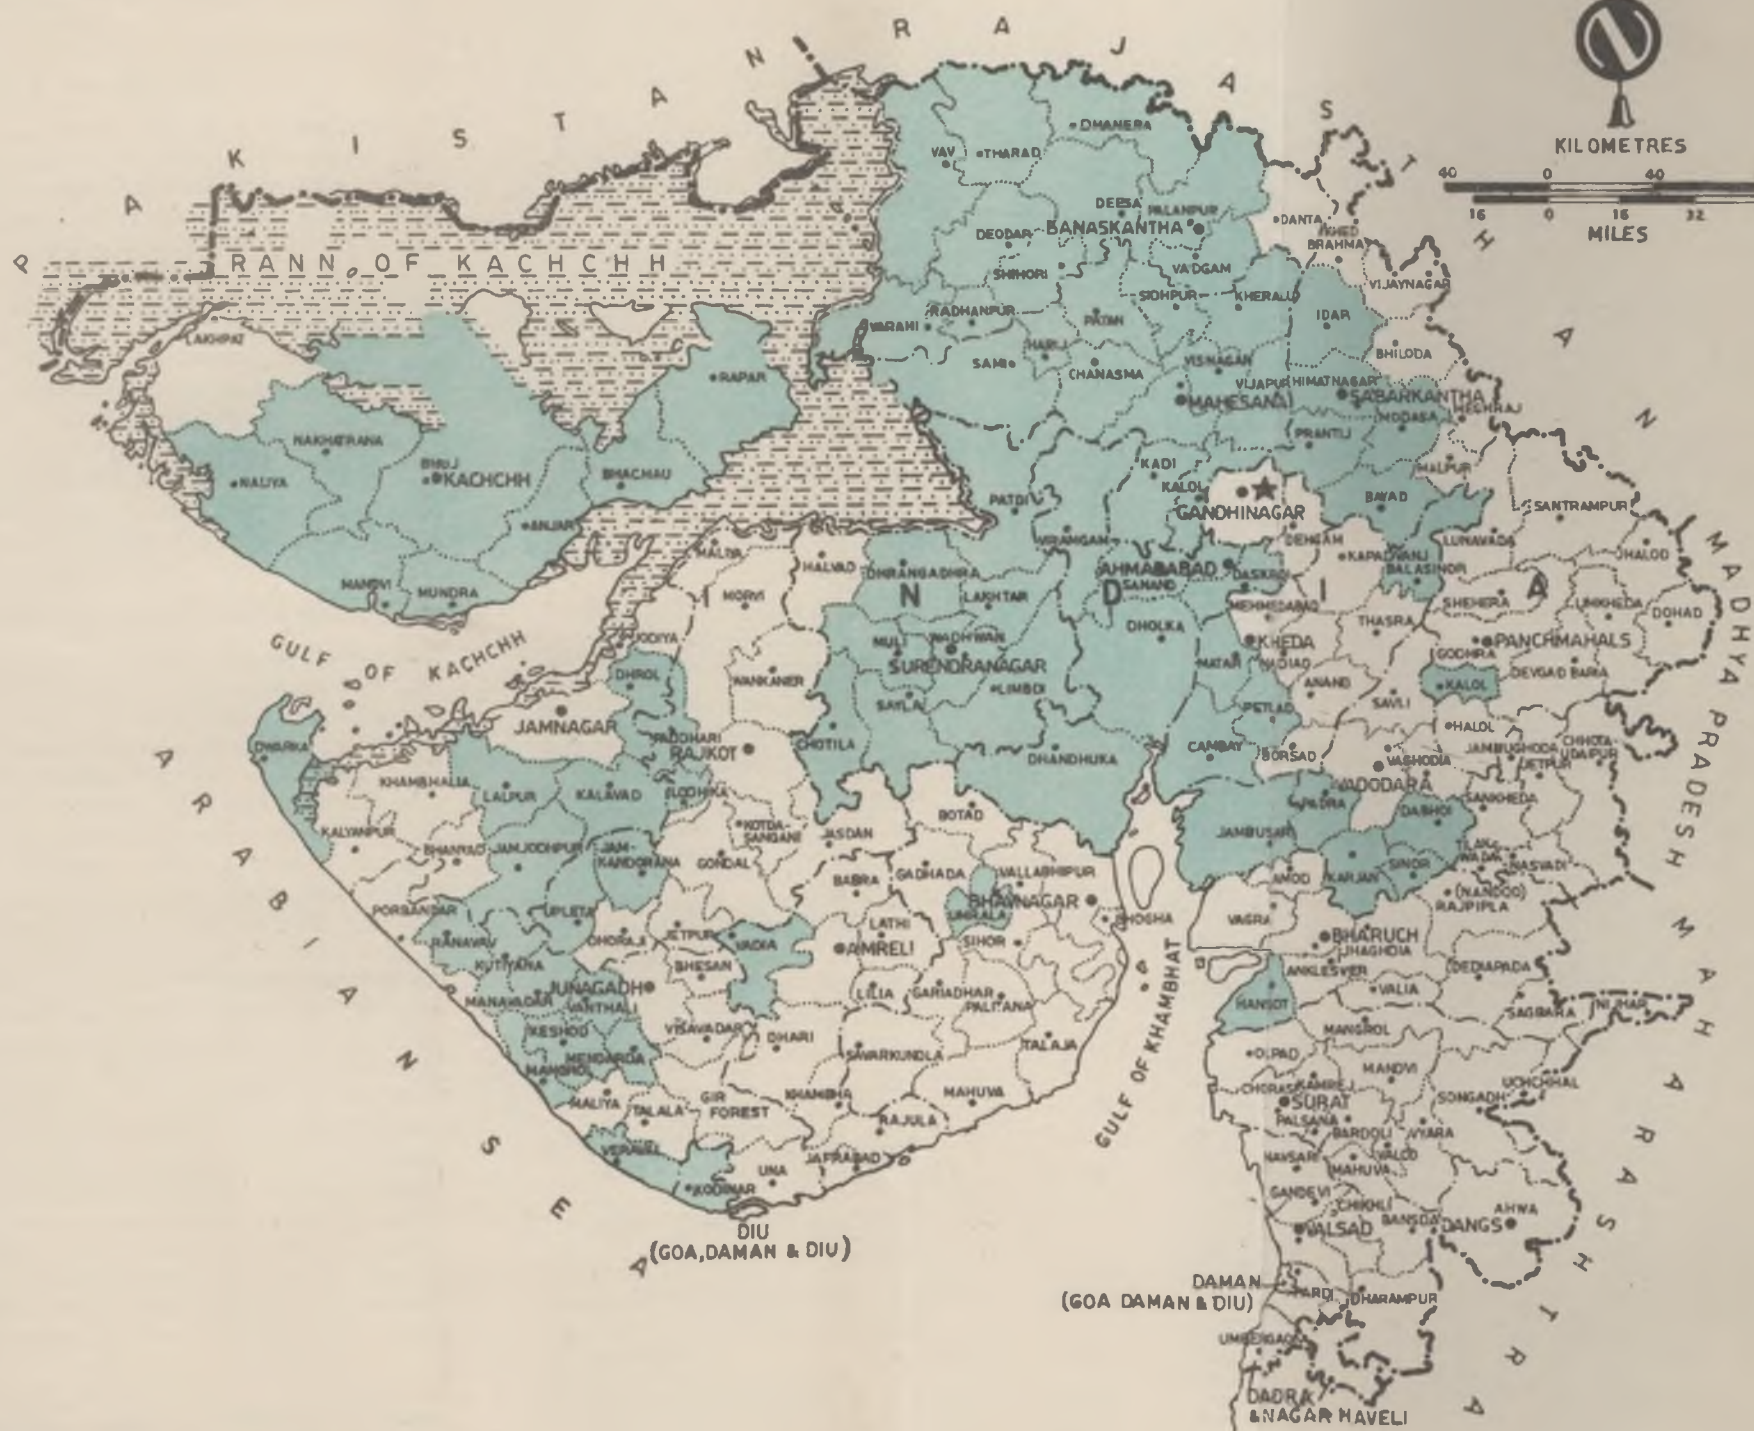 RAJASTHAN
PAKISTAN
KILOMETRES
40 0 40
16 0 16 32
MILES
RANN OF KACHCHH
DHANERA
VAV
THARAD
DEESA
PALANPUR
DANTA
KHED
BRAHMA
DEODAR
BANASKANTHA
SHIHORI
VADGAM
VIJAYNAGAR
SIDHPUR
KHERALU
RADHANPUR
VARAHI
PATAN
IDAR
LAKHPAT
HARIJ
BHILODA
SAMI
CHANASMA
VISNAGAR
RAPAR
VIJAPUR
HIMATNAGAR
MAHESANA
SABARKANTHA
MODASA
MEGHRAJ
PRANTIJ
NAKHATRANA
BHUJ
KACHCHH
BHACHAU
NALIYA
KADI
KALOL
MALPUR
BAYAD
PATDI
GANDHINAGAR
SANTRAMPUR
ANJAR
VIRAMGAM
DEHGAM
LUNAVADA
JHALOD
MALIYA
HALVAD
DHRANGADHRA
AHMADABAD
SANAND
DASKROI
KAPADVANJ
BALASINOR
MANDVI
MUNDRA
MORVI
LAKHTAR
INDIA
MEHMEDABAD
SHEHERA
LIMKHEDA
DOHAD
MADHYA PRADESH
GULF OF KACHCHH
JODIYA
MULI
WADHWAN
SURENDRANAGAR
DHOLKA
THASRA
KHEDA
PANCHMAHALS
GODHRA
MATAR
NADIAD
DHROL
WANKANER
LIMBDI
ANAND
KALOL
DEVGAD BARIA
SAYLA
SAVLI
PETLAD
JAMNAGAR
HALOL
DWARKA
PADDHARI
RAJKOT
CHOTILA
DHANDHUKA
CAMBAY
BORSAD
VAGHODIA
JAMBUGHODA
CHHOTA
UDAIPUR
JETPUR
KHAMBHALIA
LALPUR
KALAVAD
LODHIKA
VADODARA
PADRA
DABHOI
SANKHEDA
KALYANPUR
BHANVAD
JAMJODHPUR
JAM-
KANDORANA
KOTDA-
SANGANI
GONDAL
JASDAN
BOTAD
JAMBUSAR
KARJAN
SINOR
TILAK-
WADA
NASVADI
BABRA
GADHADA
VALLABHIPUR
AMOD
(NANDOD)
RAJPIPLA
PORBANDAR
UPLETA
BHAVNAGAR
UMRALA
GHOGHA
VAGRA
RANAVAV
DHORAJI
JETPUR
VADIA
LATHI
AMRELI
SIHOR
BHARUCH
JHAGHDIA
KUTIYANA
BHESAN
ANKLESVER
DEDIAPADA
MANAVADAR
JUNAGADH
VANTHALI
LILIA
GARIADHAR
PALITANA
HANSOT
VALIA
SAGBARA
NIJHAR
KESHOD
VISAVADAR
DHARI
SAVARKUNDLA
TALAJA
MANGROL
MENDARDA
MANGROL
OLPAD
MANDVI
MALIYA
TALALA
GIR
FOREST
KHAMBHA
MAHUVA
CHORASI
KAMREJ
SURAT
SONGADH
UCHCHHAL
RAJULA
PALSANA
BARDOLI
VYARA
VERAVAL
UNA
JAFRABAD
NAVSARI
VALOD
MAHUVA
KODINAR
GANDEVI
CHIKHLI
AHWA
VALSAD
BANSDA
DANGS
DIU
(GOA, DAMAN & DIU)
GULF OF KHAMBHAT
ARABIAN SEA
MAHARASHTRA
DAMAN
(GOA DAMAN & DIU)
PARDI
DHARAMPUR
UMBERGAON
DADRA
& NAGAR HAVELI